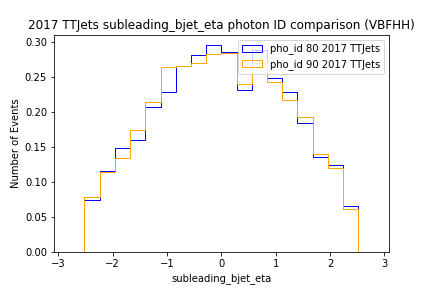 2017 TTJets subleading_bjet_eta photon ID comparison (VBFHH)
pho_id 80 2017 TTJets
pho_id 90 2017 TTJets
Number of Events
0.30
0.25
0.20
0.15
0.10
0.05
0.00
−3 −2 −1 0 1 2 3
subleading_bjet_eta